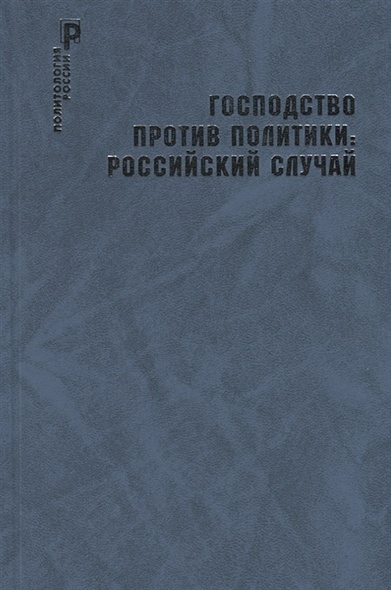 ПОЛИТОЛОГИЯ
РОССИИ
Р
ГОСПОДСТВО
ПРОТИВ ПОЛИТИКИ:
РОССИЙСКИЙ СЛУЧАЙ